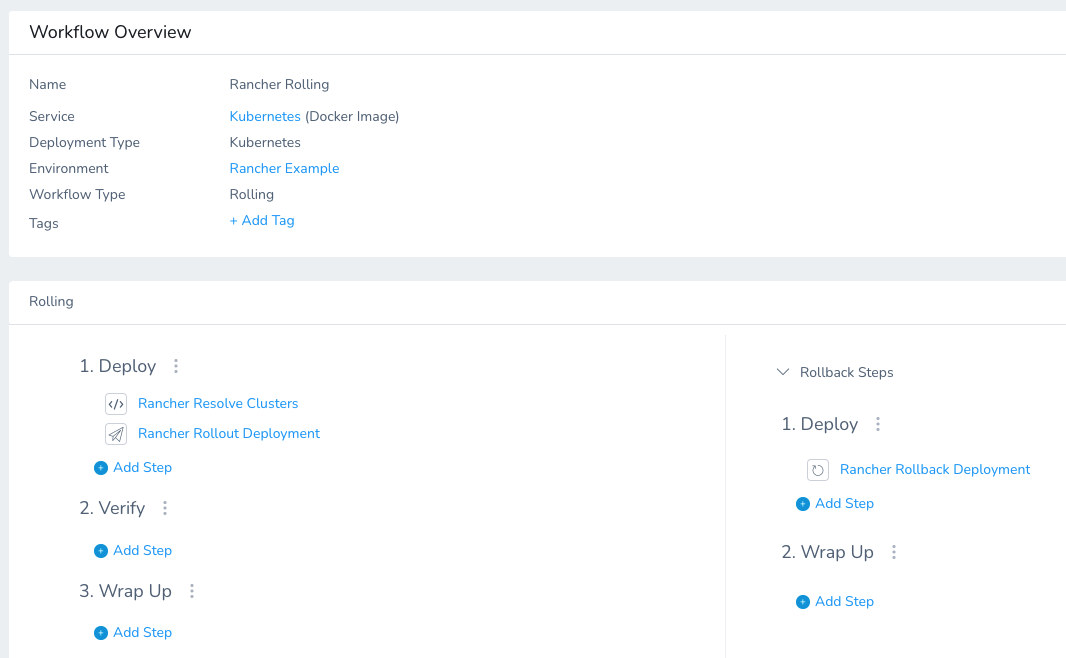 Workflow Overview
Name Rancher Rolling
Service Kubernetes (Docker Image)
Deployment Type Kubernetes
Environment Rancher Example
Workflow Type Rolling
Tags + Add Tag
Rolling
1. Deploy
</> Rancher Resolve Clusters
Rancher Rollout Deployment
+ Add Step
2. Verify
+ Add Step
3. Wrap Up
+ Add Step
Rollback Steps
1. Deploy
Rancher Rollback Deployment
+ Add Step
2. Wrap Up
+ Add Step